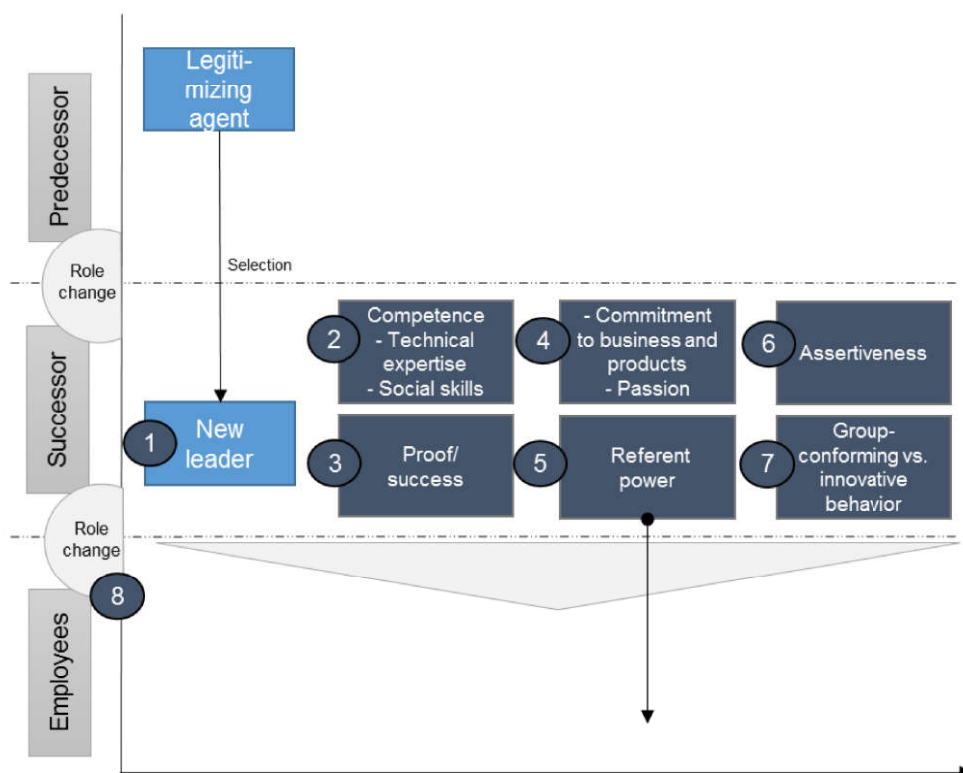 Predecessor
Legiti-
mizing
agent
Role
change
Selection
Successor
1
New
leader
2
Competence
- Technical
expertise
- Social skills
3
Proof/
success
4
- Commitment
to business and
products
- Passion
5
Referent
power
6
Assertiveness
7
Group-
conforming vs.
innovative
behavior
Role
change
8
Employees